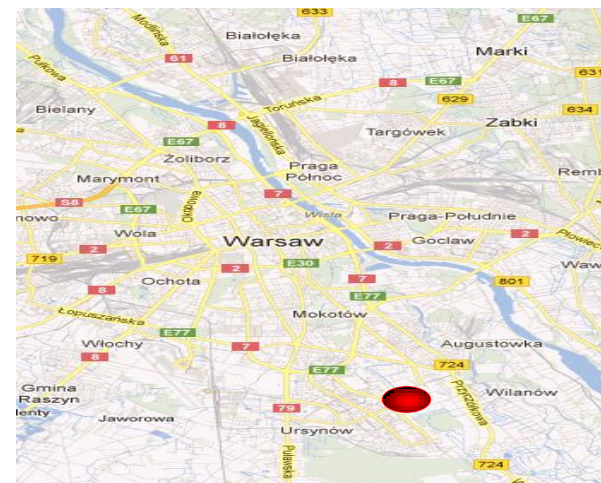 633
Modlińska
E67
Białołęka
Marki
61
Białołęka
Pułkowa
631
8
E67
Toruńska
629
Bielany
634
8
Jagiellońska
Targówek
Ząbki
E67
Żoliborz
Praga
Północ
Marymont
7
Remb
S8
Okopowa
E67
Wisła
Praga-Południe
nowo
Wola
2
Płowiec
Warsaw
Gocław
2
2
719
2
E30
Waw
Ochota
7
801
8
E77
Łopuszańska
Mokotów
E77
Włochy
7
Augustówka
8
724
E77
Gmina
Raszyn
Przyczółkowa
Wilanów
lenty
Jaworowa
79
Ursynów
Puławska
724